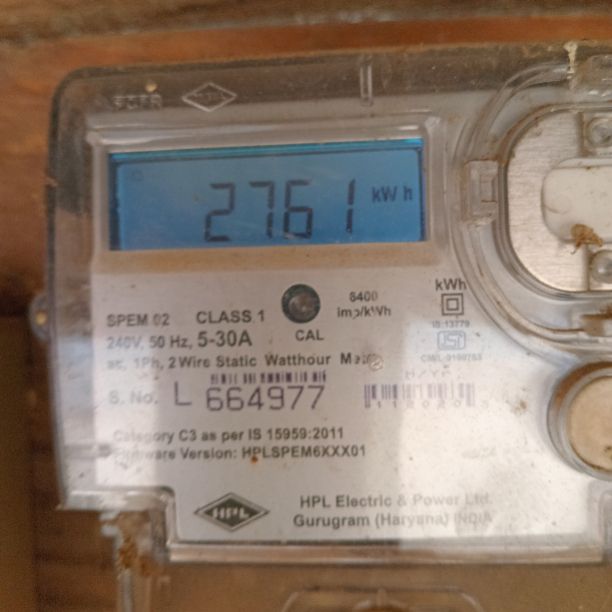 2761 kWh
SPEM 02 CLASS 1
6400 imp/kWh
kWh
240V, 50 Hz, 5-30A
CAL
IS:13779
ac, 1Ph, 2 Wire Static Watthour
S. No. L 664977
Category C3 as per IS 15959:2011
Firmware Version: HPLSPEM6XXX01
HPL
HPL Electric & Power Ltd.
Gurugram (Haryana) INDIA